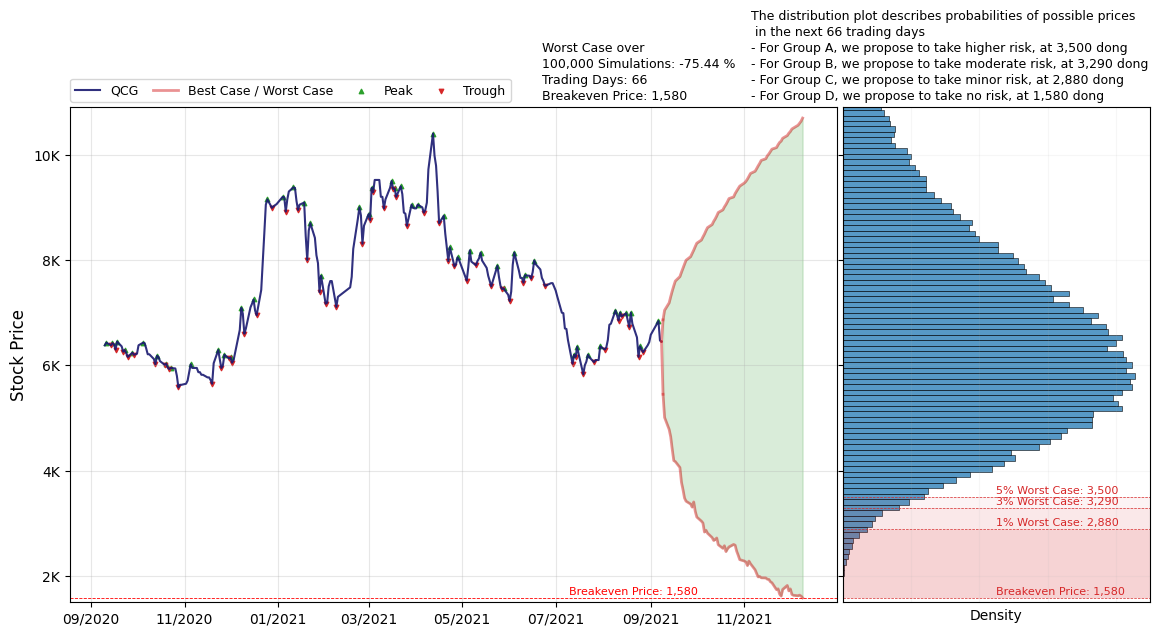 The distribution plot describes probabilities of possible prices
in the next 66 trading days
- For Group A, we propose to take higher risk, at 3,500 dong
- For Group B, we propose to take moderate risk, at 3,290 dong
- For Group C, we propose to take minor risk, at 2,880 dong
- For Group D, we propose to take no risk, at 1,580 dong
Worst Case over
100,000 Simulations: -75.44 %
Trading Days: 66
Breakeven Price: 1,580
QCG
Best Case / Worst Case
Peak
Trough
Stock Price
10K
8K
6K
4K
2K
Breakeven Price: 1,580
09/2020
11/2020
01/2021
03/2021
05/2021
07/2021
09/2021
11/2021
5% Worst Case: 3,500
3% Worst Case: 3,290
1% Worst Case: 2,880
Breakeven Price: 1,580
Density